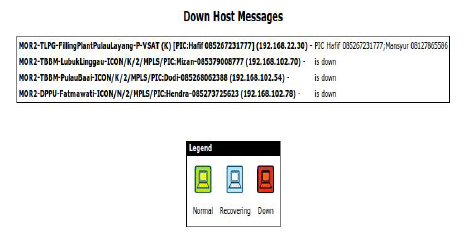 Down Host Messages
MOR2-TLPG-FillingPlantPulauLayang-P-VSAT (K) [PIC:Hafif 085267231777] (192.168.22.30) - PIC Hafif 085267231777;Mansyur 08127865586
MOR2-TBBM-LubukLinggau-ICON/K/2/MPLS/PIC:Mizan-085379008777 (192.168.102.70) - is down
MOR2-TBBM-PulauBaai-ICON/K/2/MPLS/PIC:Dodi-085268062388 (192.168.102.54) - is down
MOR2-DPPU-Fatmawati-ICON/N/2/MPLS/PIC:Hendra-085273725623 (192.168.102.78) - is down
Legend
Normal Recovering Down